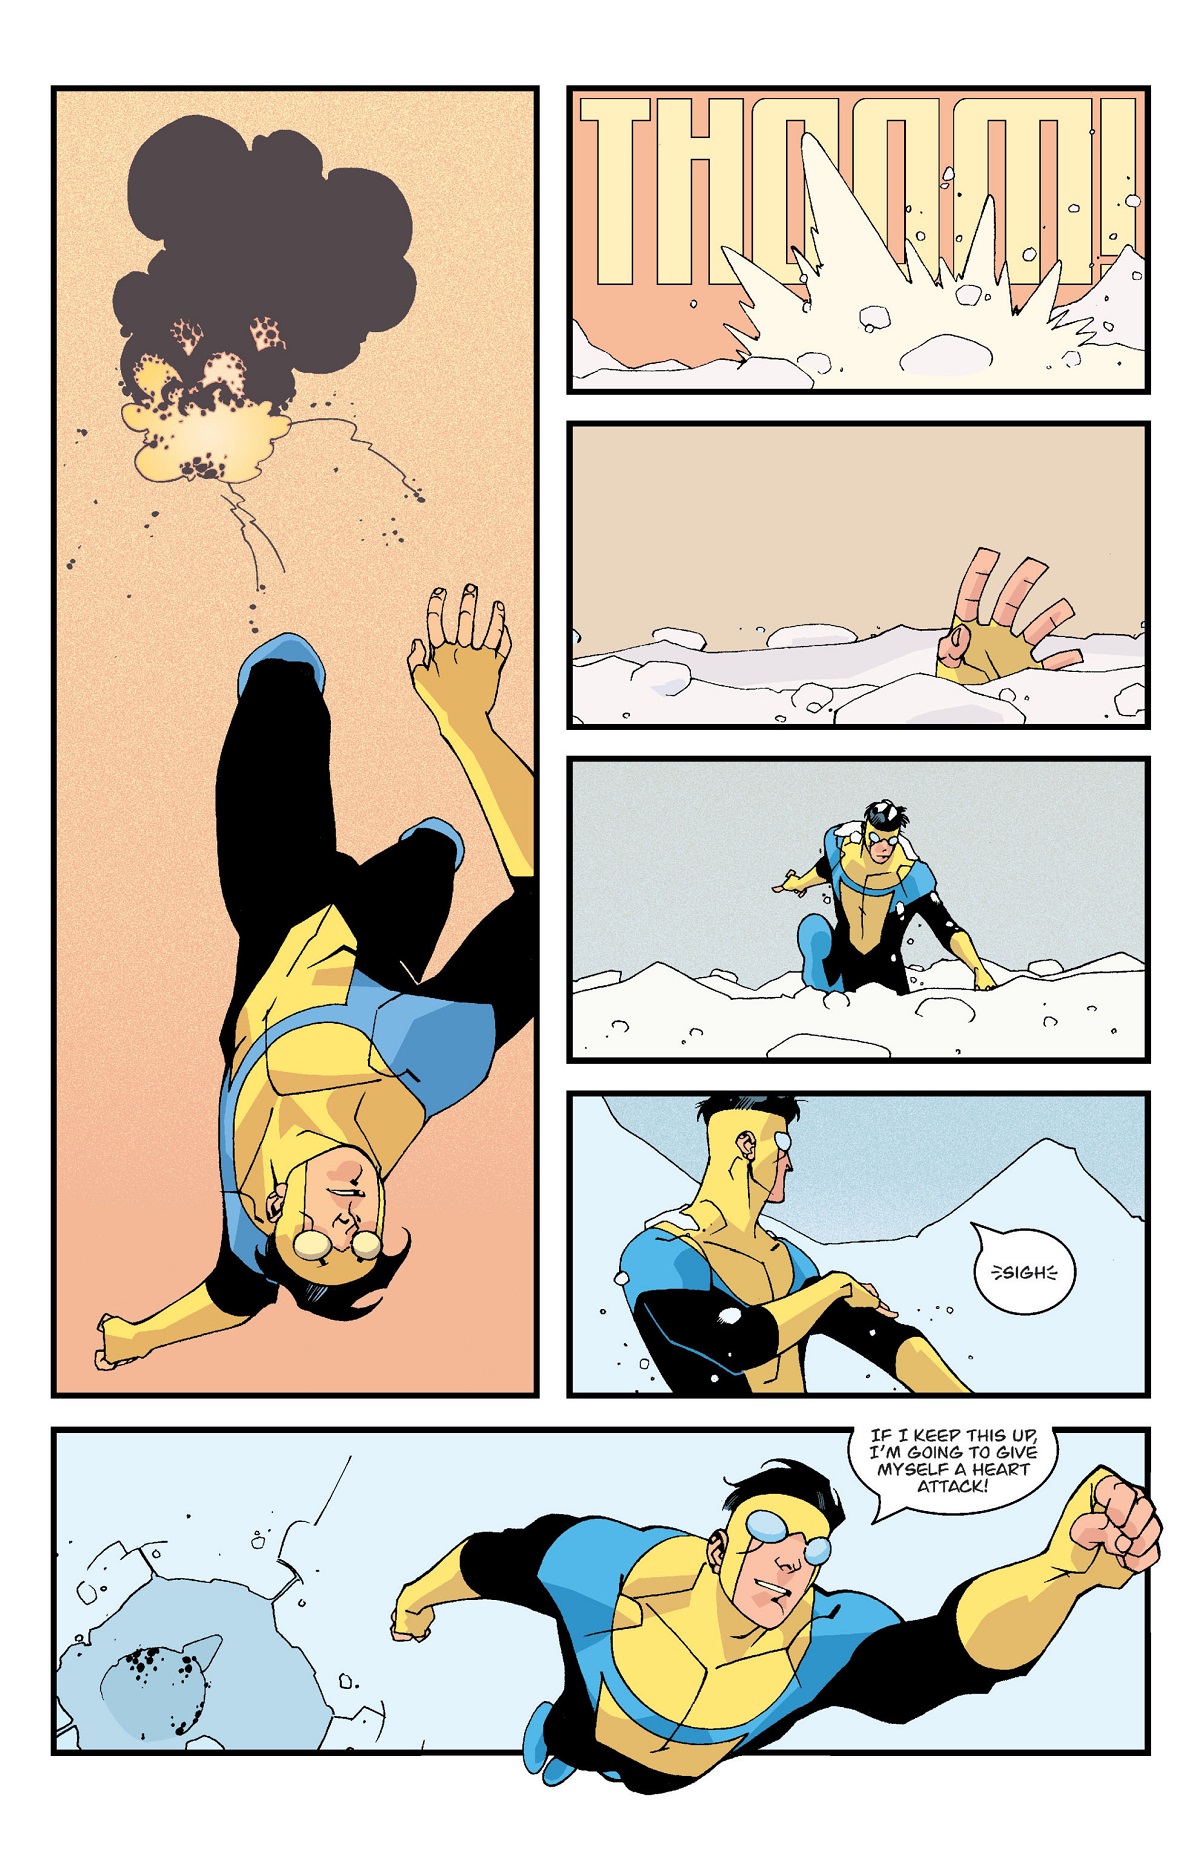 THOOM!
SIGH
IF I KEEP THIS UP,
I'M GOING TO GIVE
MYSELF A HEART
ATTACK!